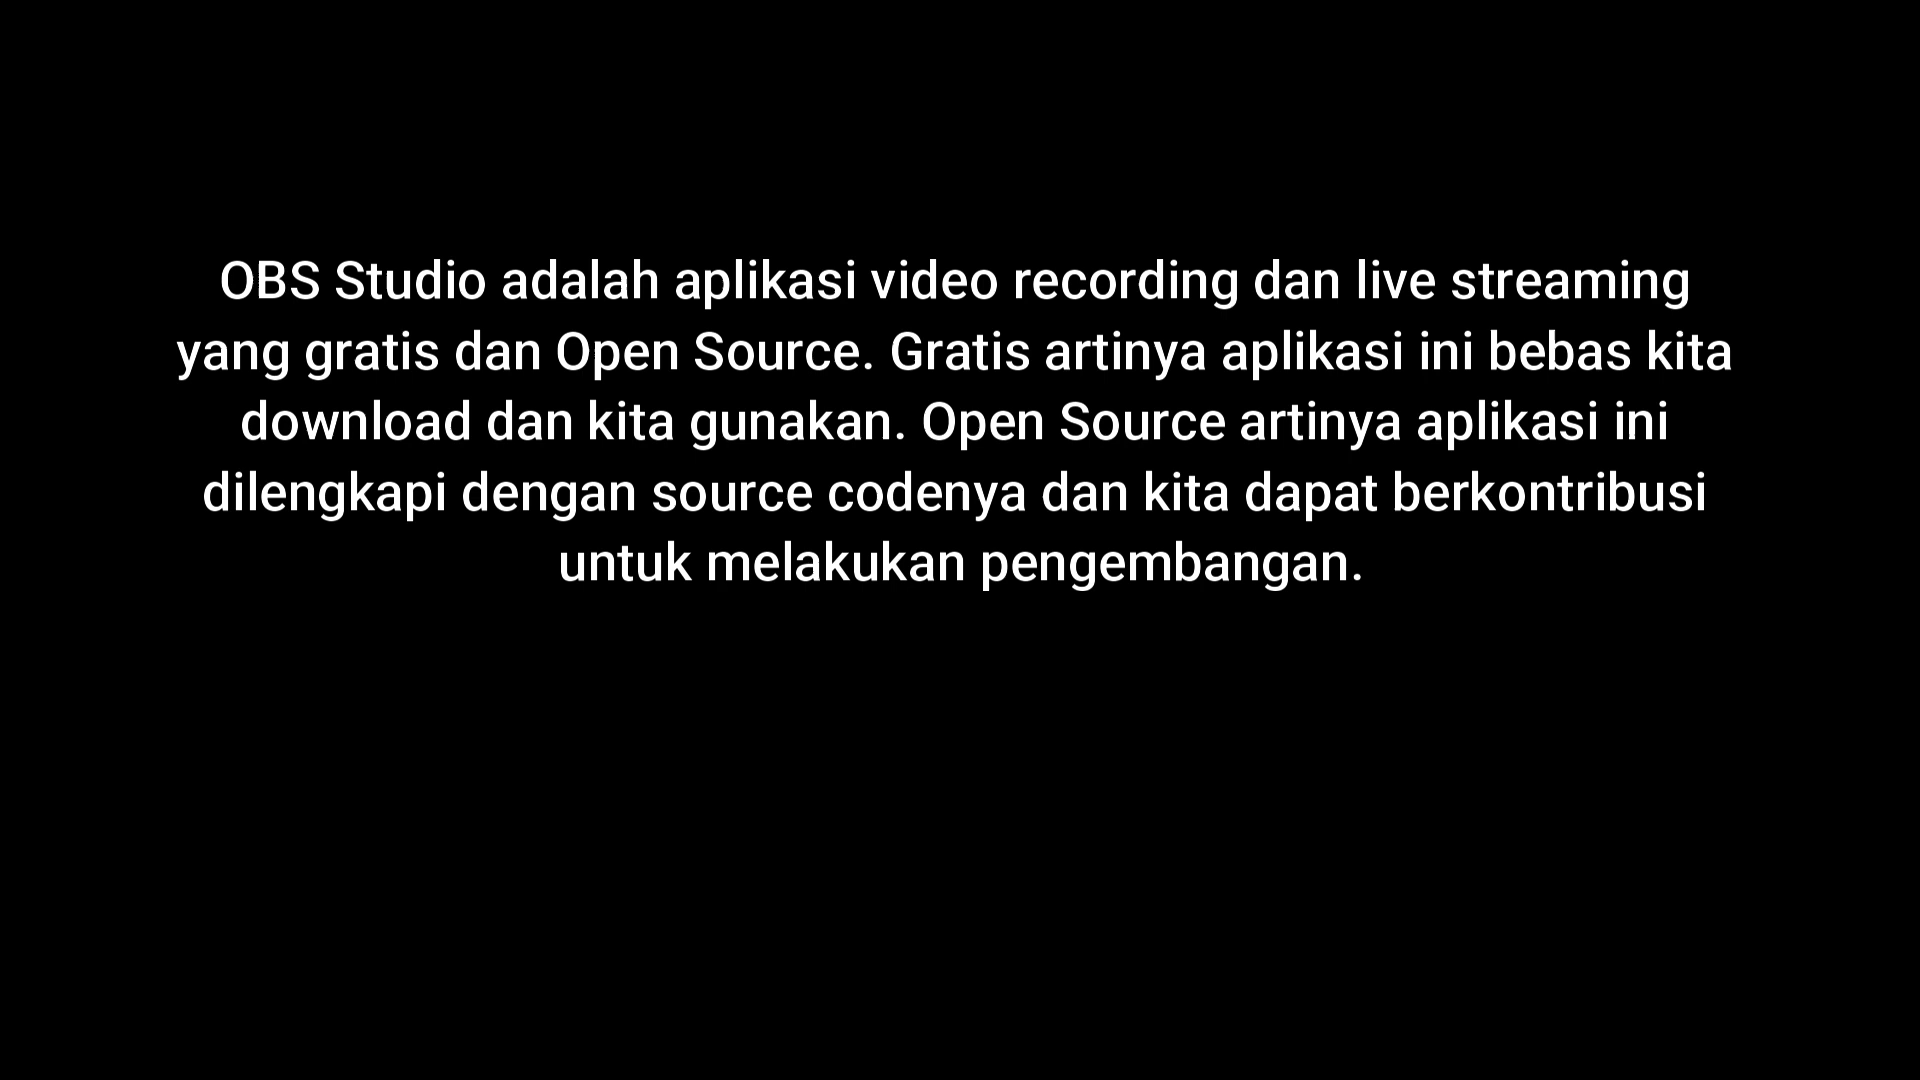 OBS Studio adalah aplikasi video recording dan live streaming
yang gratis dan Open Source. Gratis artinya aplikasi ini bebas kita
download dan kita gunakan. Open Source artinya aplikasi ini
dilengkapi dengan source codenya dan kita dapat berkontribusi
untuk melakukan pengembangan.